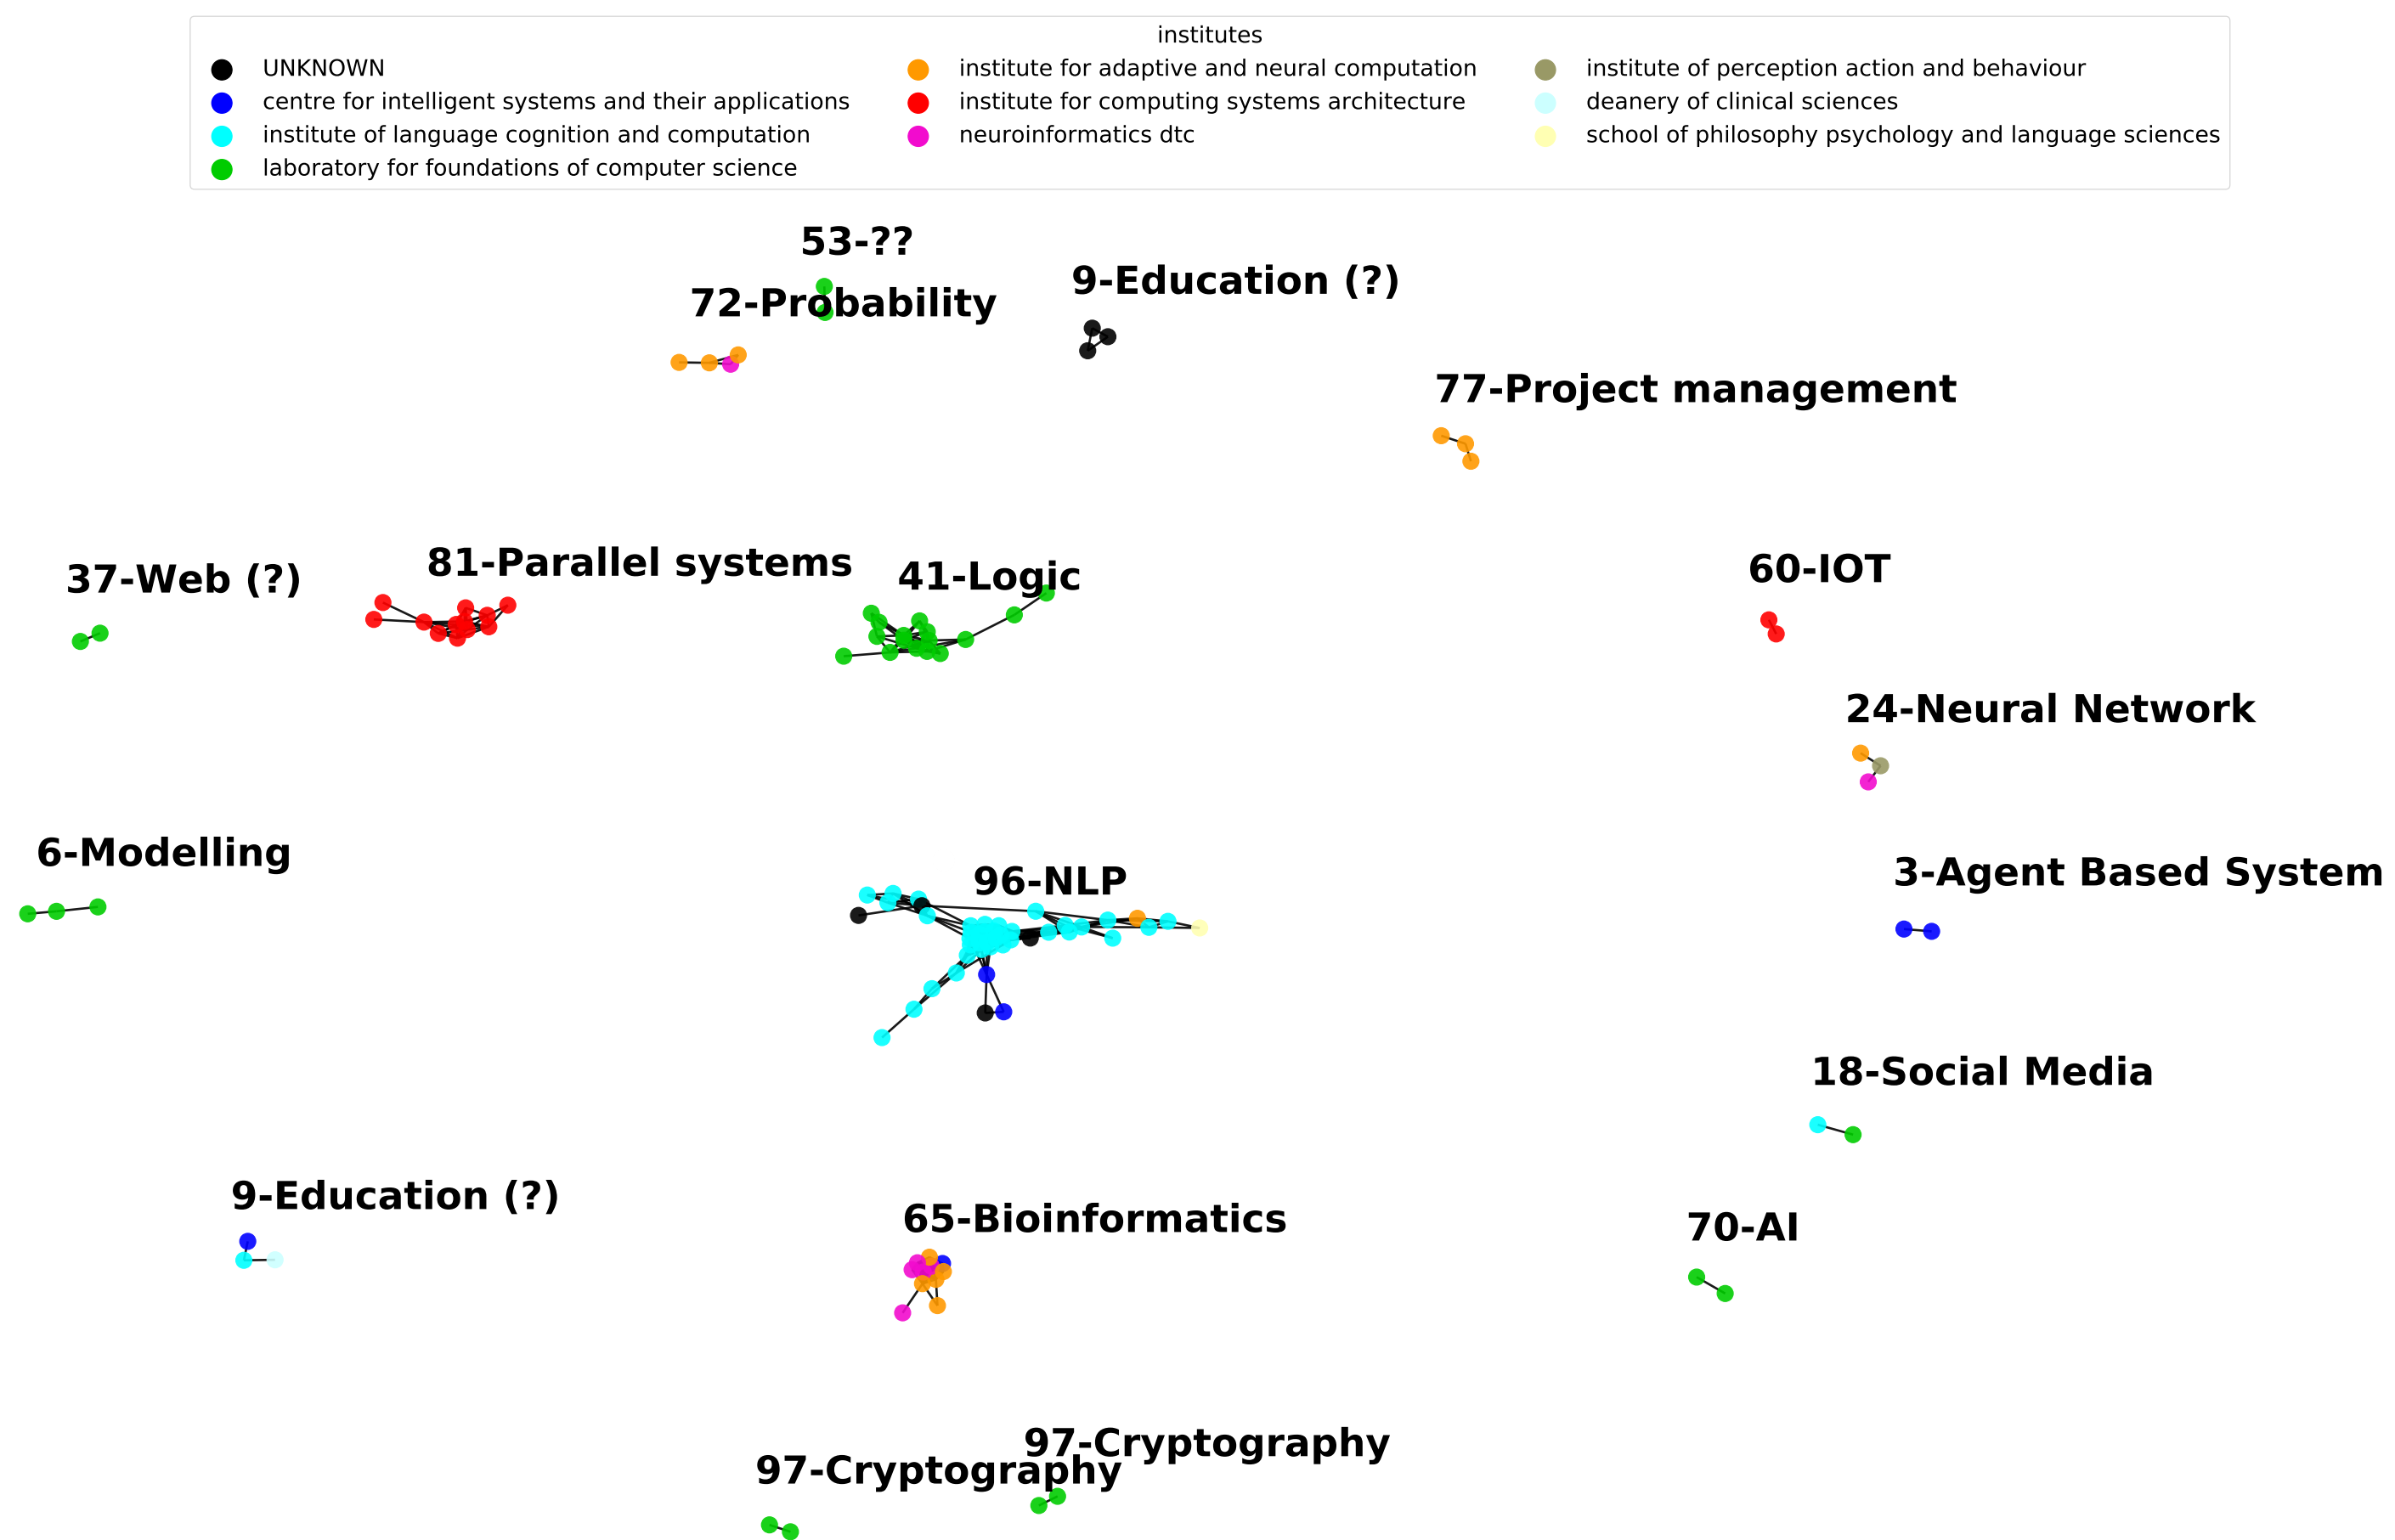 institutes
UNKNOWN
centre for intelligent systems and their applications
institute of language cognition and computation
laboratory for foundations of computer science
institute for adaptive and neural computation
institute for computing systems architecture
neuroinformatics dtc
institute of perception action and behaviour
deanery of clinical sciences
school of philosophy psychology and language sciences
53-??
72-Probability
9-Education (?)
77-Project management
37-Web (?)
81-Parallel systems
41-Logic
60-IOT
24-Neural Network
6-Modelling
96-NLP
3-Agent Based System
18-Social Media
9-Education (?)
65-Bioinformatics
70-AI
97-Cryptography
97-Cryptography